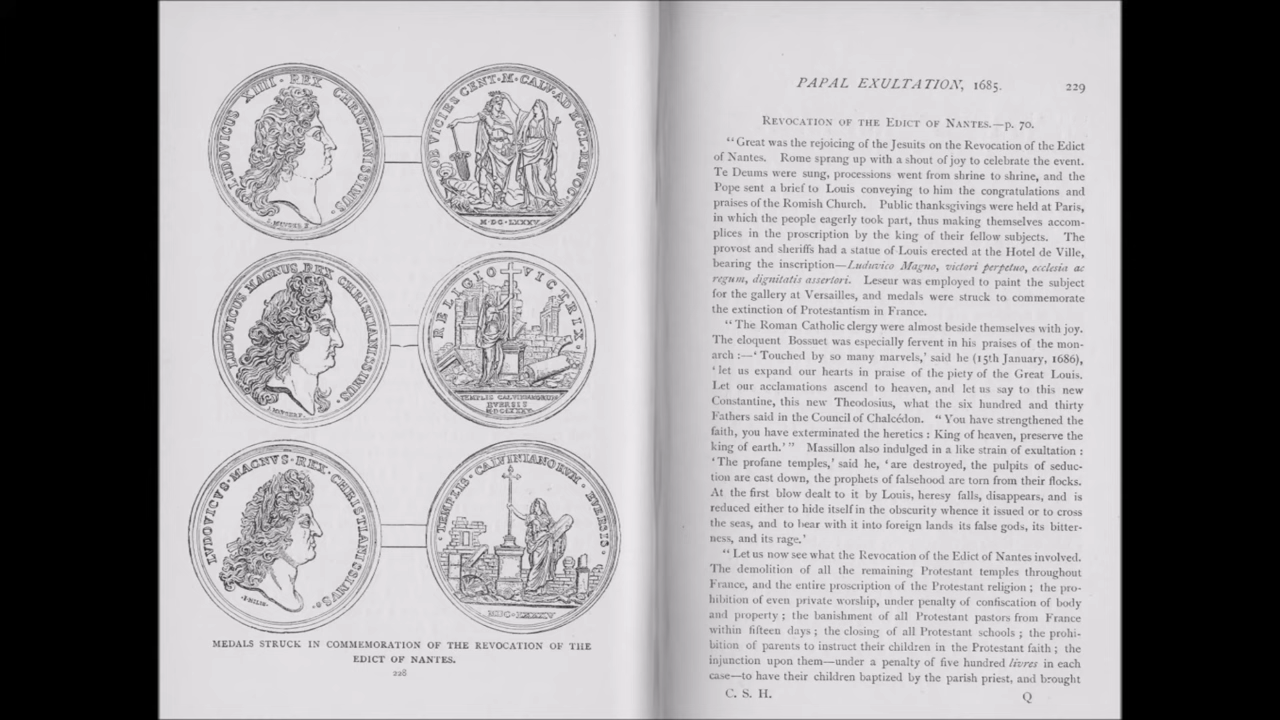 LUDOVICUS XIIII · REX CHRISTIANISSIMUS.
OB VICIES CENT · M · CALV · AD ECCL · REVOC ·
M · DC · LXXXV
LUDOVICUS MAGNUS REX CHRISTIANISSIMUS.
RELIGIO · VICTRIX ·
TEMPLIS CALVINIANORUM
EVERSIS
LVDOVICVS · MAGNVS · REX · CHRISTIANISSIMVS ·
· TEMPLIS · CALVINIANORVM · EVERSIS ·
MEDALS STRUCK IN COMMEMORATION OF THE REVOCATION OF THE
EDICT OF NANTES.
228
PAPAL EXULTATION, 1685. 229
REVOCATION OF THE EDICT OF NANTES.—p. 70.
“Great was the rejoicing of the Jesuits on the Revocation of the Edict
of Nantes. Rome sprang up with a shout of joy to celebrate the event.
Te Deums were sung, processions went from shrine to shrine, and the
Pope sent a brief to Louis conveying to him the congratulations and
praises of the Romish Church. Public thanksgivings were held at Paris,
in which the people eagerly took part, thus making themselves accom-
plices in the proscription by the king of their fellow subjects. The
provost and sheriffs had a statue of Louis erected at the Hotel de Ville,
bearing the inscription—Luduvico Magno, victori perpetuo, ecclesia ac
regum, dignitatis assertori. Leseur was employed to paint the subject
for the gallery at Versailles, and medals were struck to commemorate
the extinction of Protestantism in France.
“The Roman Catholic clergy were almost beside themselves with joy.
The eloquent Bossuet was especially fervent in his praises of the mon-
arch :—‘Touched by so many marvels,’ said he (15th January, 1686),
‘let us expand our hearts in praise of the piety of the Great Louis.
Let our acclamations ascend to heaven, and let us say to this new
Constantine, this new Theodosius, what the six hundred and thirty
Fathers said in the Council of Chalcédon. “You have strengthened the
faith, you have exterminated the heretics : King of heaven, preserve the
king of earth.’” Massillon also indulged in a like strain of exultation :
‘The profane temples,’ said he, ‘are destroyed, the pulpits of seduc-
tion are cast down, the prophets of falsehood are torn from their flocks.
At the first blow dealt to it by Louis, heresy falls, disappears, and is
reduced either to hide itself in the obscurity whence it issued or to cross
the seas, and to bear with it into foreign lands its false gods, its bitter-
ness, and its rage.’
“Let us now see what the Revocation of the Edict of Nantes involved.
The demolition of all the remaining Protestant temples throughout
France, and the entire proscription of the Protestant religion ; the pro-
hibition of even private worship, under penalty of confiscation of body
and property ; the banishment of all Protestant pastors from France
within fifteen days ; the closing of all Protestant schools ; the prohi-
bition of parents to instruct their children in the Protestant faith ; the
injunction upon them—under a penalty of five hundred livres in each
case—to have their children baptized by the parish priest, and brought
C. S. H. Q